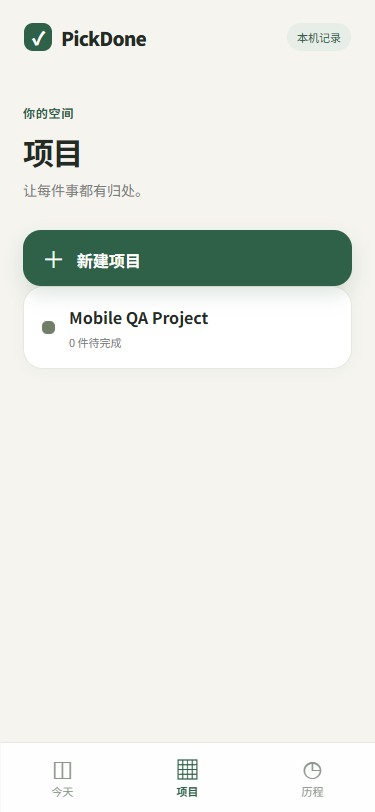 PickDone
本机记录
你的空间
项目
让每件事都有归处。
新建项目
Mobile QA Project
0 件待完成
今天
项目
历程